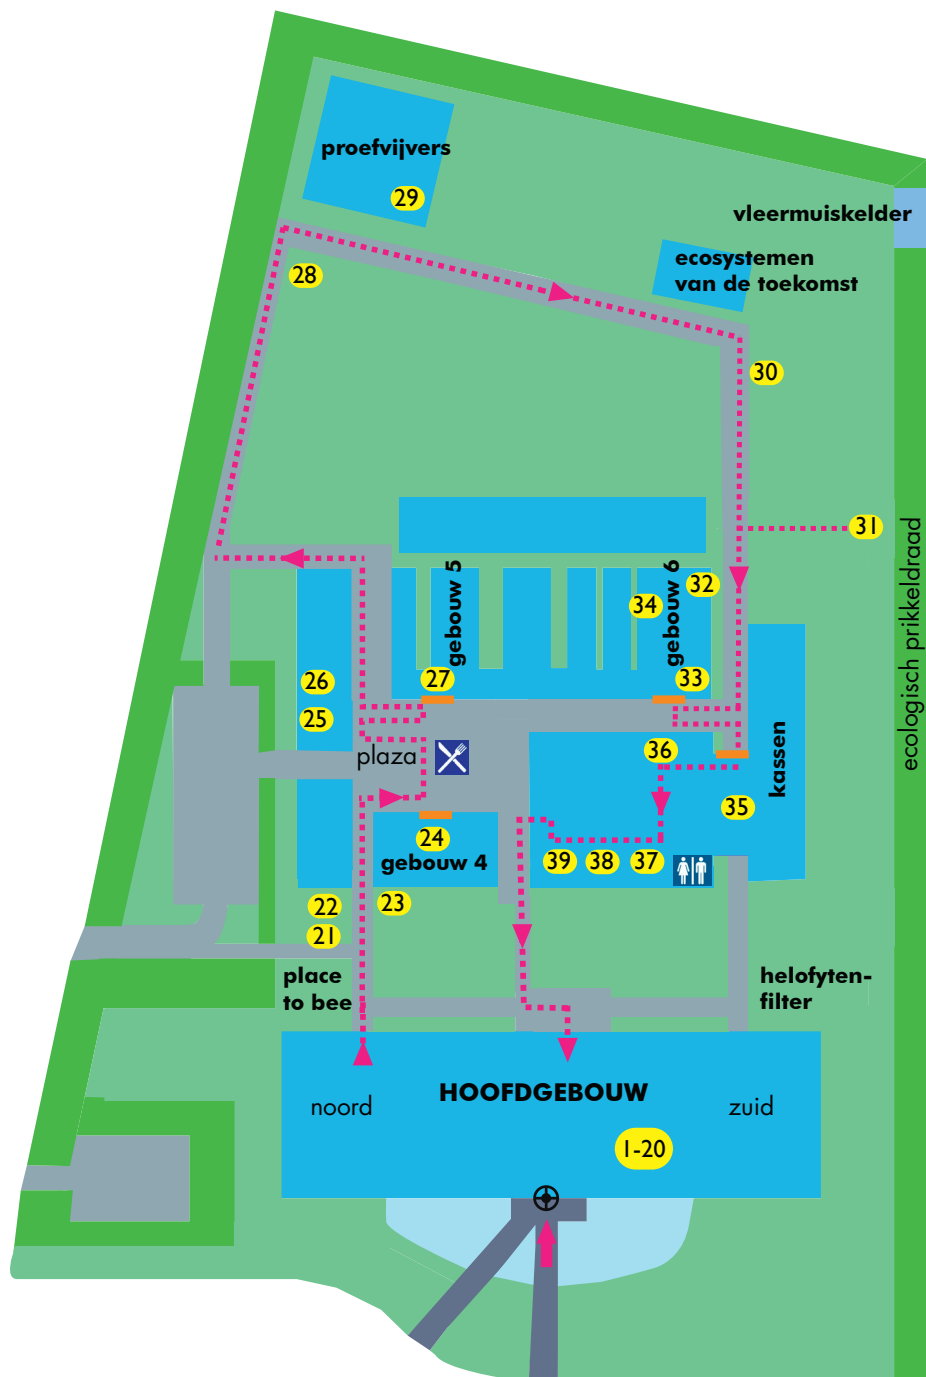 proefvijvers
29
vleermuiskelder
ecosystemen
van de toekomst
28
30
31
ecologisch prikkeldraad
gebouw 5
gebouw 6
32
34
27
33
26
25
plaza
36
kassen
35
24
gebouw 4
39
38
37
22
23
21
place
to bee
helofyten-
filter
HOOFDGEBOUW
noord
zuid
1-20